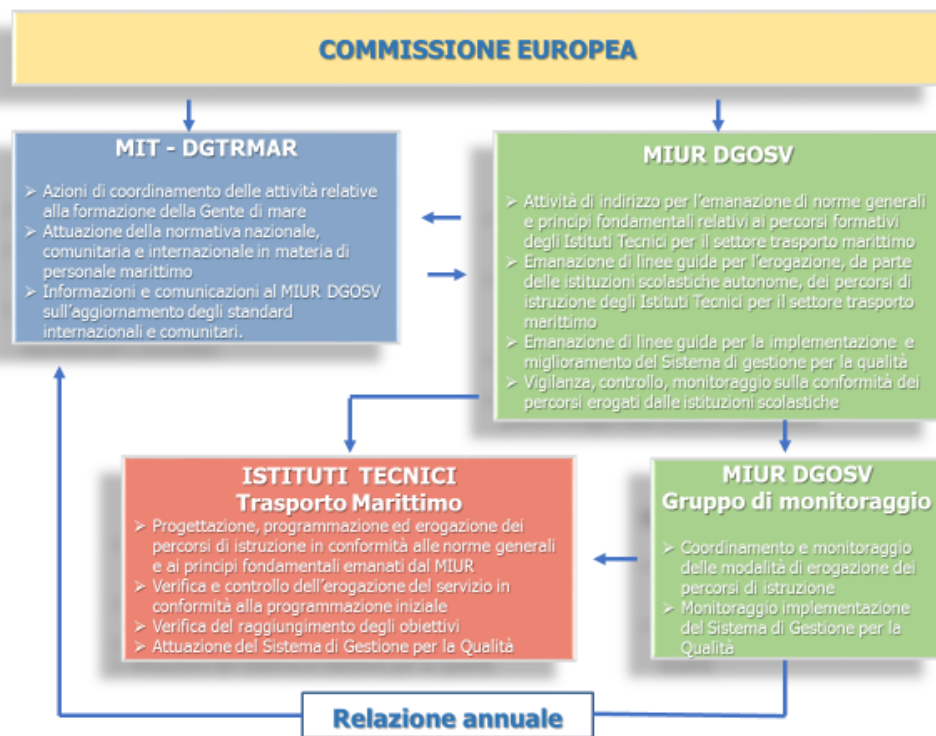 COMMISSIONE EUROPEA
MIT - DGTRMAR
➢ Azioni di coordinamento delle attività relative
alla formazione della Gente di mare
➢ Attuazione della normativa nazionale,
comunitaria e internazionale in materia di
personale marittimo
➢ Informazioni e comunicazioni al MIUR DGOSV
sull'aggiornamento degli standard
internazionali e comunitari.
MIUR DGOSV
➢ Attività di indirizzo per l'emanazione di norme generali
e principi fondamentali relativi ai percorsi formativi
degli Istituti Tecnici per il settore trasporto marittimo
➢ Emanazione di linee guida per l'erogazione, da parte
delle istituzioni scolastiche autonome, dei percorsi di
istruzione degli Istituti Tecnici per il settore trasporto
marittimo
➢ Emanazione di linee guida per la implementazione e
miglioramento del Sistema di gestione per la qualità
➢ Vigilanza, controllo, monitoraggio sulla conformità dei
percorsi erogati dalle istituzioni scolastiche
ISTITUTI TECNICI
Trasporto Marittimo
➢ Progettazione, programmazione ed erogazione dei
percorsi di istruzione in conformità alle norme generali
e ai principi fondamentali emanati dal MIUR
➢ Verifica e controllo dell'erogazione del servizio in
conformità alla programmazione iniziale
➢ Verifica del raggiungimento degli obiettivi
➢ Attuazione del Sistema di Gestione per la Qualità
MIUR DGOSV
Gruppo di monitoraggio
➢ Coordinamento e monitoraggio
delle modalità di erogazione dei
percorsi di istruzione
➢ Monitoraggio implementazione
del Sistema di Gestione per la
Qualità
Relazione annuale